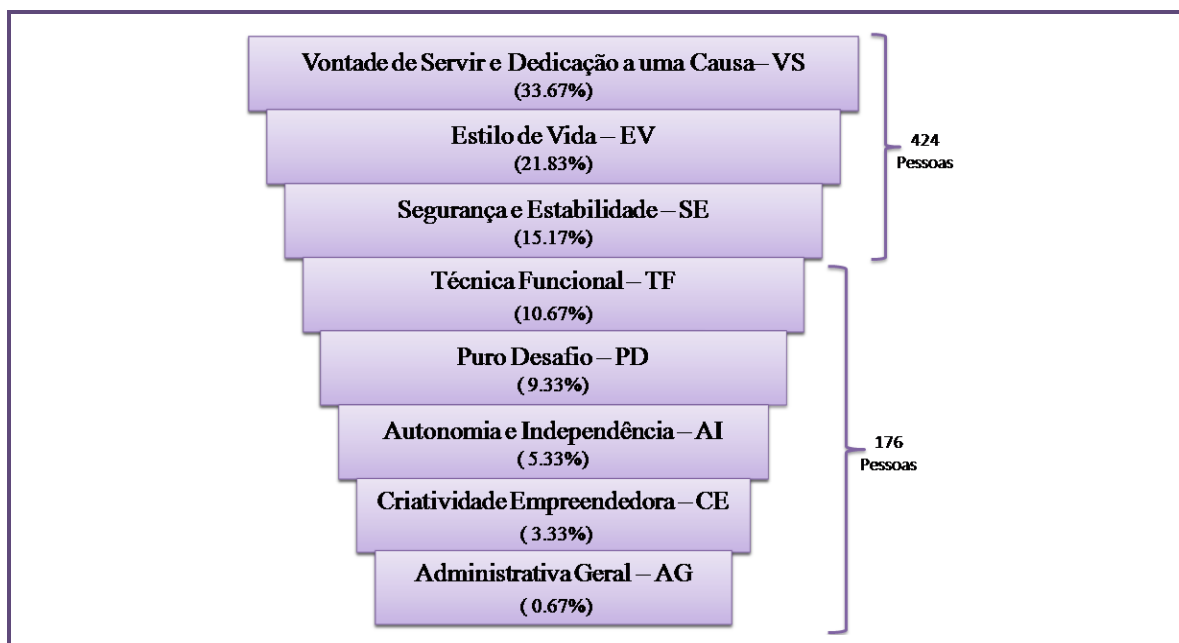 Vontade de Servir e Dedicação a uma Causa– VS
(33.67%)
Estilo de Vida – EV
(21.83%)
Segurança e Estabilidade – SE
(15.17%)
424
Pessoas
Técnica Funcional – TF
(10.67%)
Puro Desafio – PD
( 9.33%)
Autonomia e Independência – AI
( 5.33%)
Criatividade Empreendedora – CE
( 3.33%)
Administrativa Geral – AG
( 0.67%)
176
Pessoas